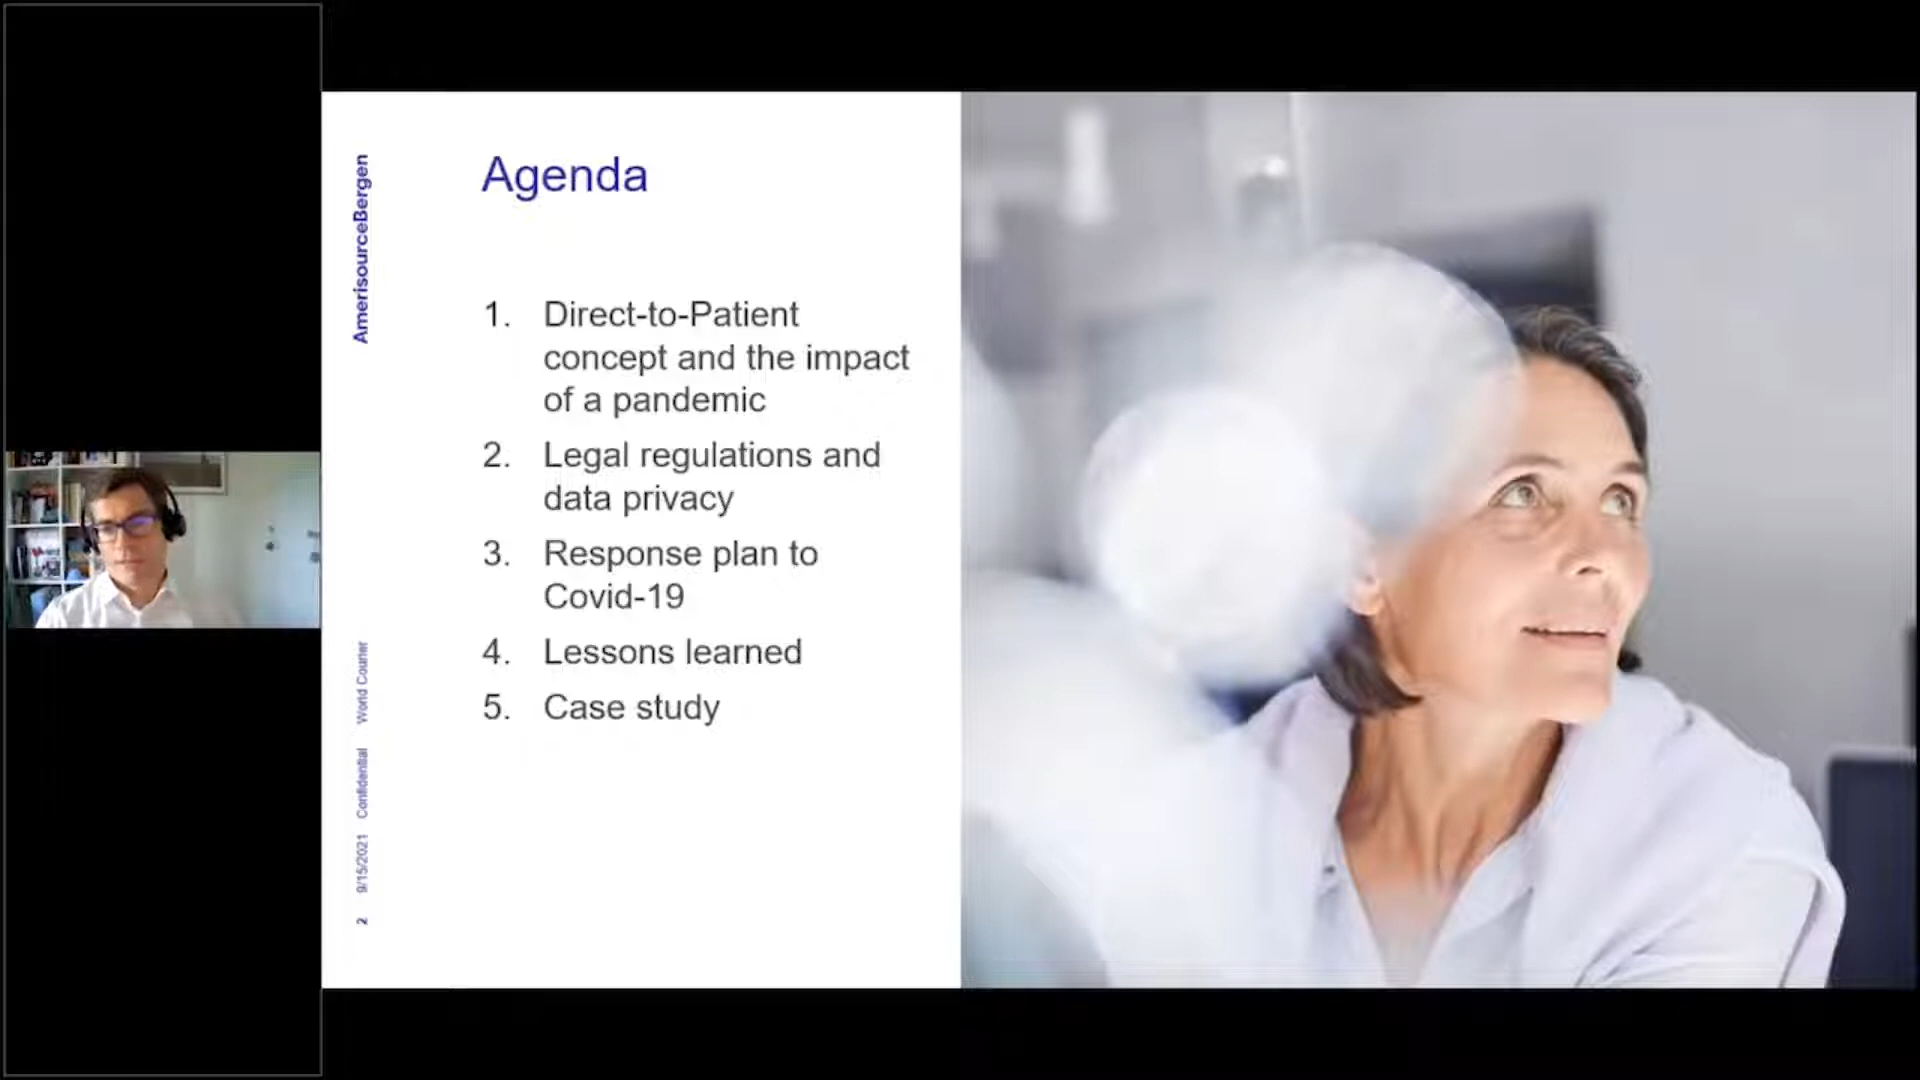 AmerisourceBergen
Agenda
1. Direct-to-Patient
concept and the impact
of a pandemic
2. Legal regulations and
data privacy
3. Response plan to
Covid-19
4. Lessons learned
5. Case study
2 9/15/2021 Confidential World Courier